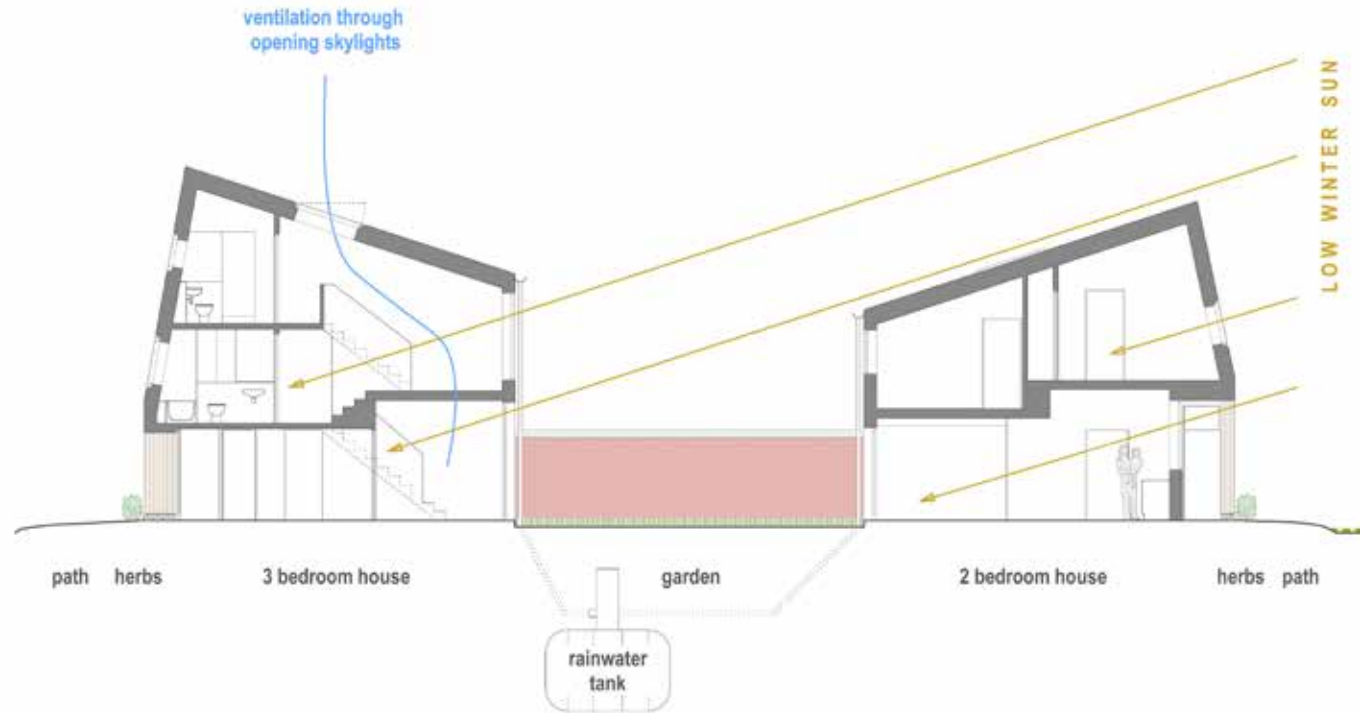 ventilation through
opening skylights
LOW WINTER SUN
path herbs 3 bedroom house garden 2 bedroom house herbs path
rainwater
tank